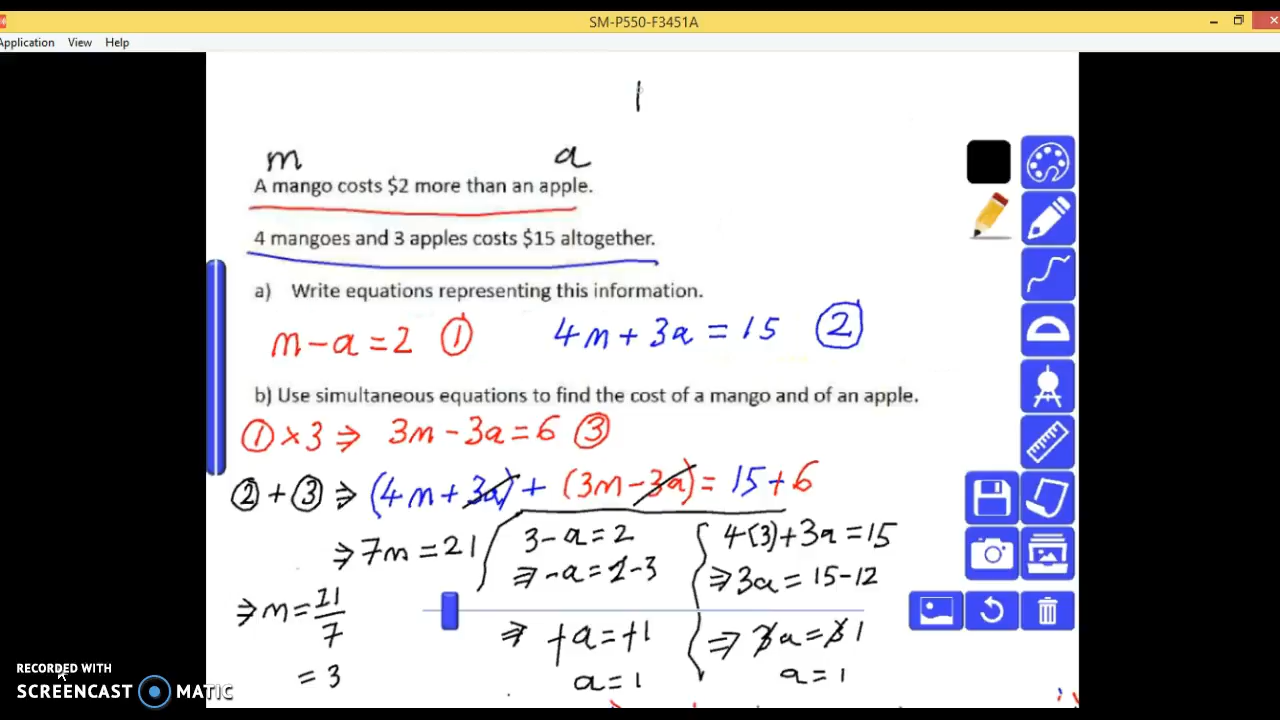 SM-P550-F3451A
Application View Help
1
m a
A mango costs $2 more than an apple.
4 mangoes and 3 apples costs $15 altogether.
a) Write equations representing this information.
m - a = 2 ① 4m + 3a = 15 ②
b) Use simultaneous equations to find the cost of a mango and of an apple.
① × 3 ⇒ 3m - 3a = 6 ③
② + ③ ⇒ (4m + 3a) + (3m - 3a) = 15 + 6
⇒ 7m = 21 3 - a = 2 4(3) + 3a = 15
⇒ -a = 2 - 3 ⇒ 3a = 15 - 12
⇒ m = 21/7 ⇒ -a = -1 ⇒ 3a = 3 1
= 3 a = 1 a = 1
RECORDED WITH
SCREENCAST MATIC